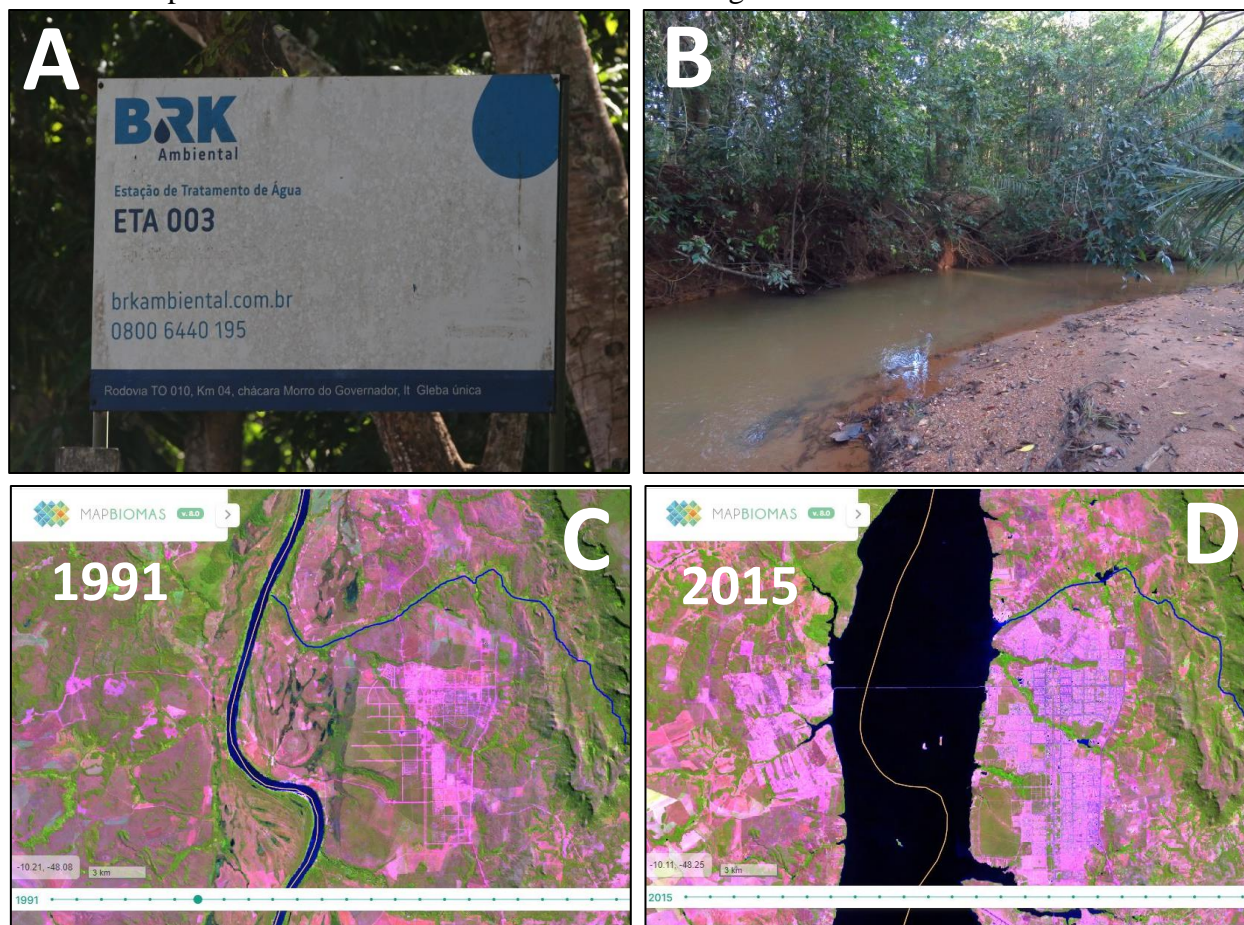 A
BRK
Ambiental
Estação de Tratamento de Água
ETA 003
brkambiental.com.br
0800 6440 195
Rodovia TO 010, Km 04, chácara Morro do Governador, lt Gleba única
B
MAPBIOMAS v.8.0
C
1991
-10.21, -48.08
3 km
1991
MAPBIOMAS v.8.0
D
2015
-10.11, -48.25
3 km
2015